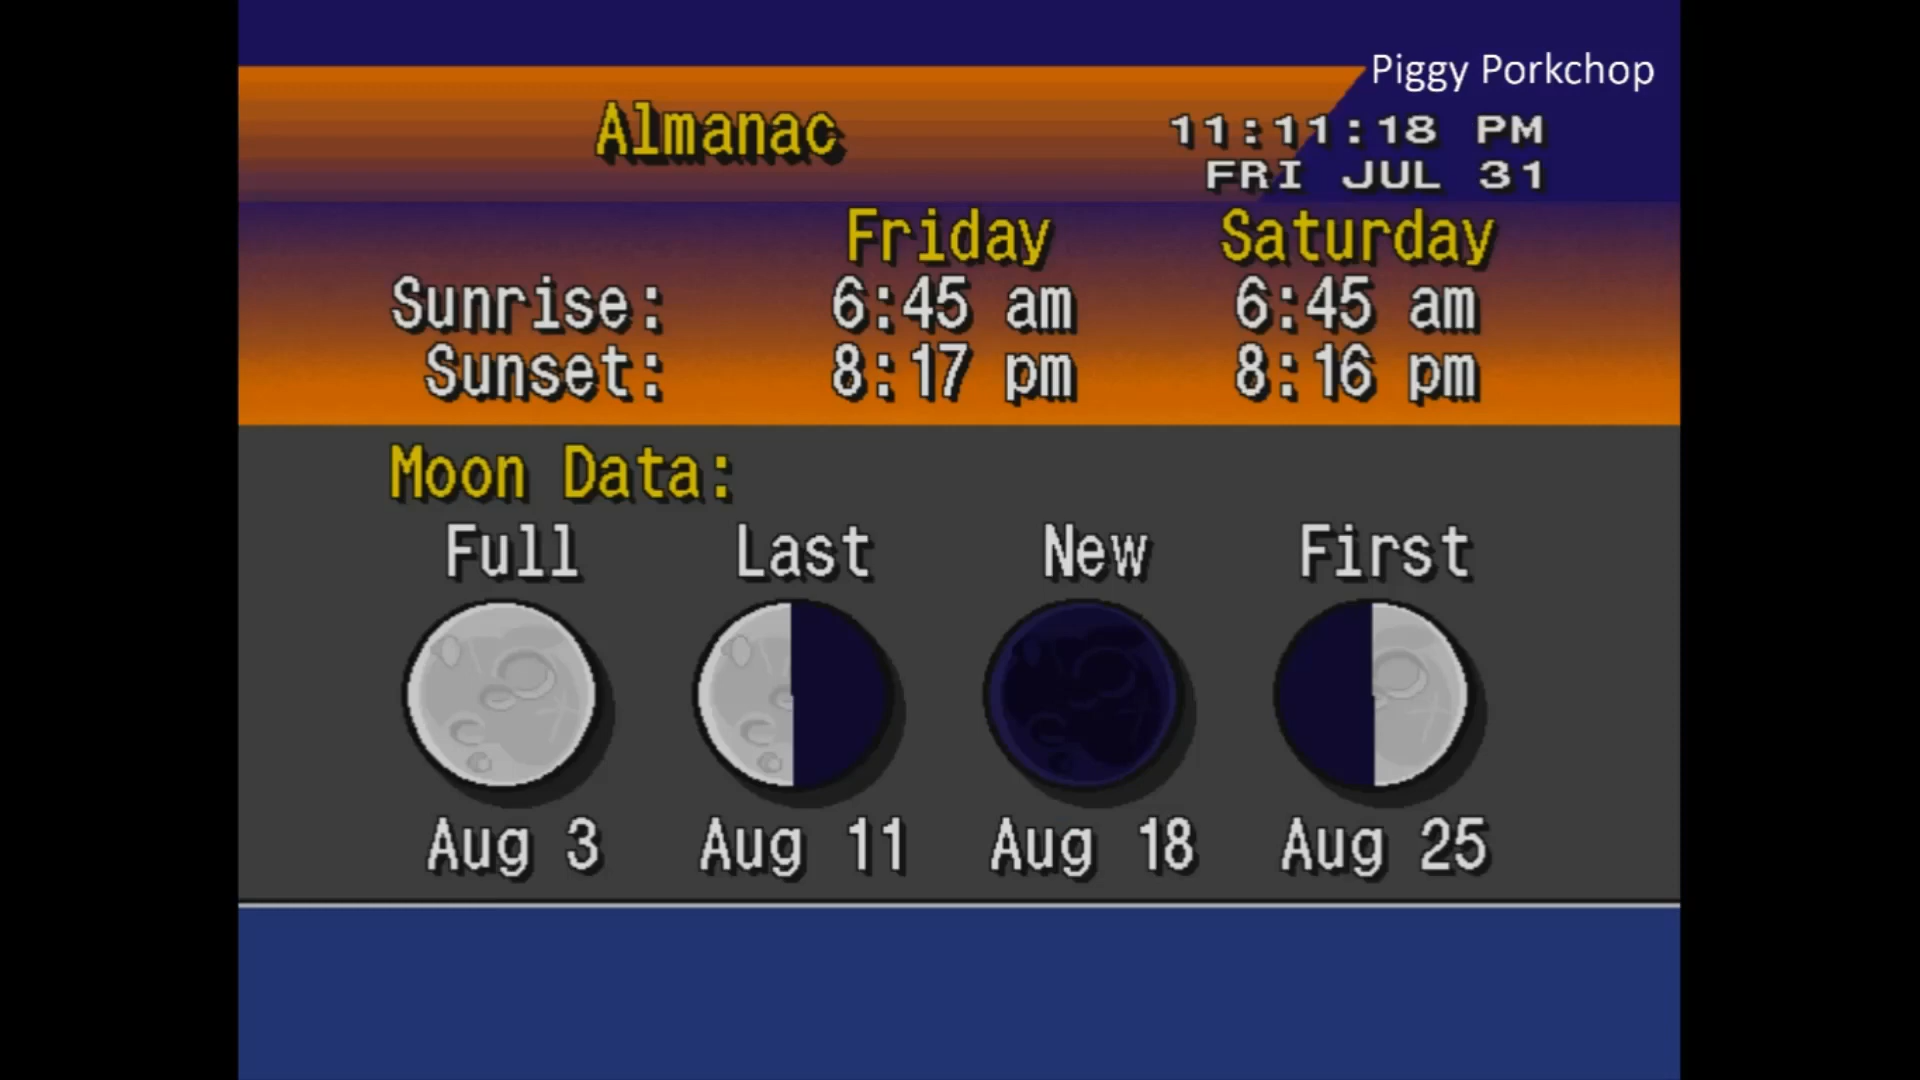 Piggy Porkchop
Almanac
11:11:18 PM
FRI JUL 31
Friday Saturday
Sunrise: 6:45 am 6:45 am
Sunset: 8:17 pm 8:16 pm
Moon Data:
Full Last New First
Aug 3 Aug 11 Aug 18 Aug 25